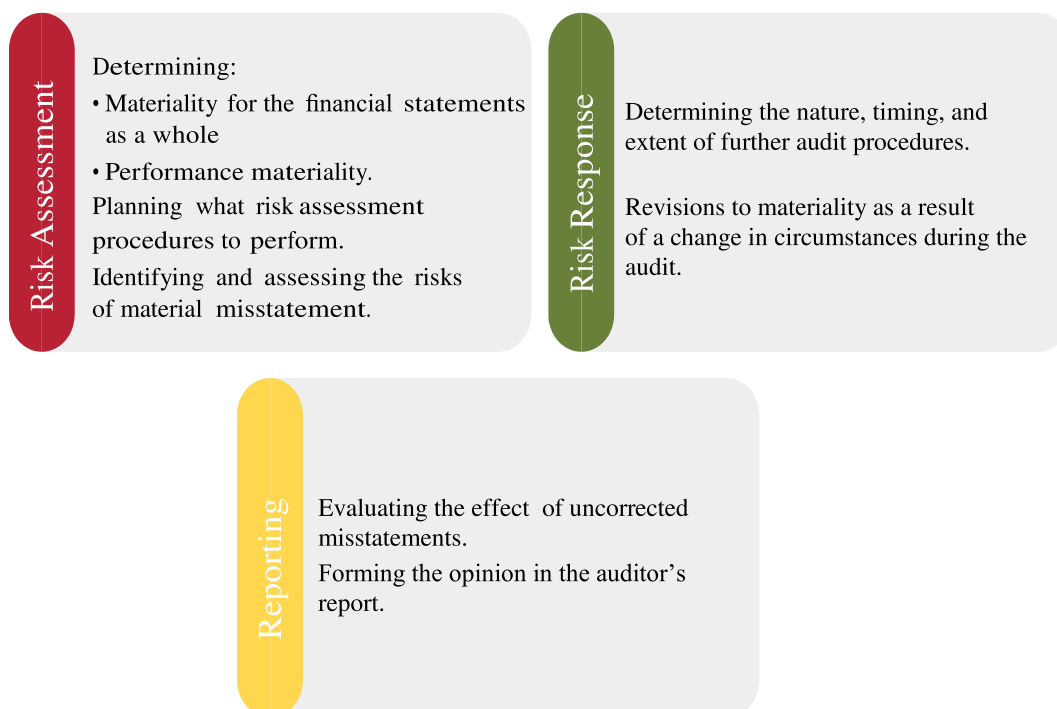 Risk Assessment
Determining:
• Materiality for the financial statements
as a whole
• Performance materiality.
Planning what risk assessment
procedures to perform.
Identifying and assessing the risks
of material misstatement.
Risk Response
Determining the nature, timing, and
extent of further audit procedures.
Revisions to materiality as a result
of a change in circumstances during the
audit.
Reporting
Evaluating the effect of uncorrected
misstatements.
Forming the opinion in the auditor’s
report.